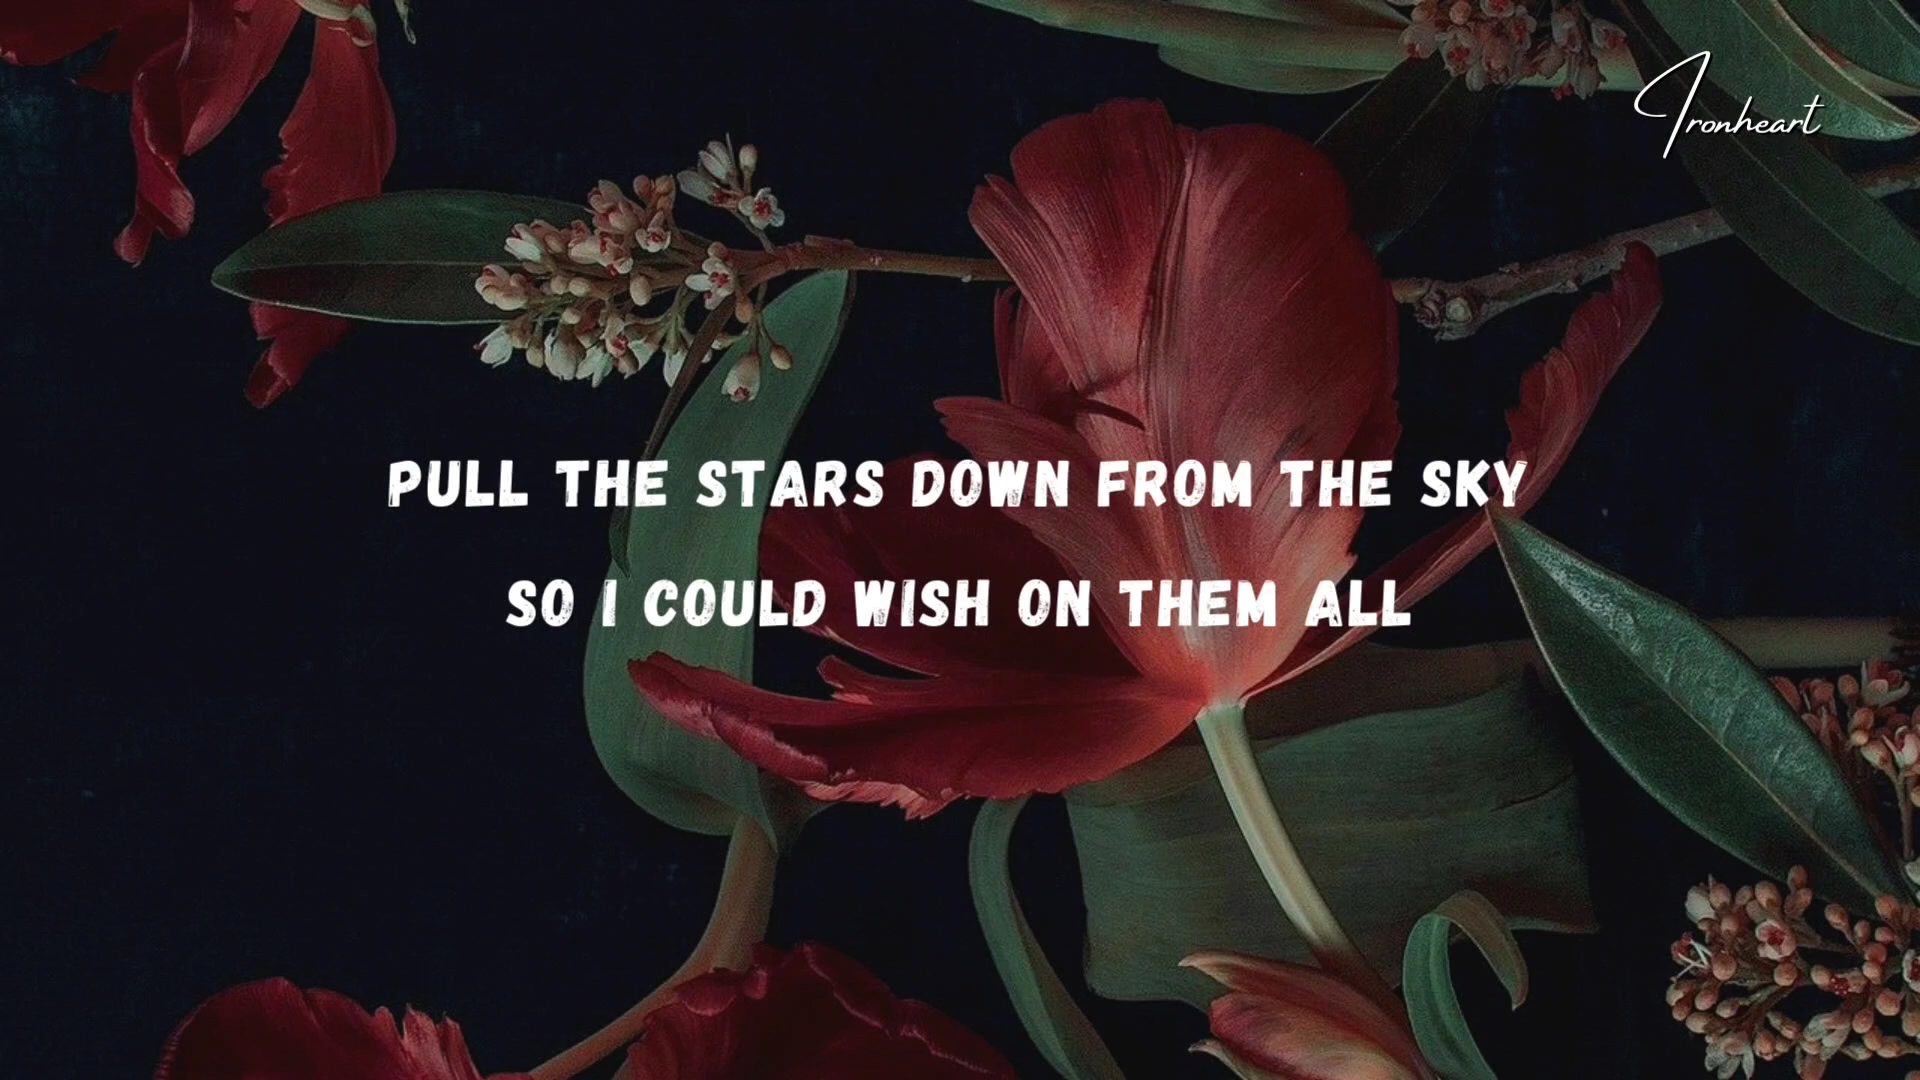 Ironheart
PULL THE STARS DOWN FROM THE SKY
SO I COULD WISH ON THEM ALL